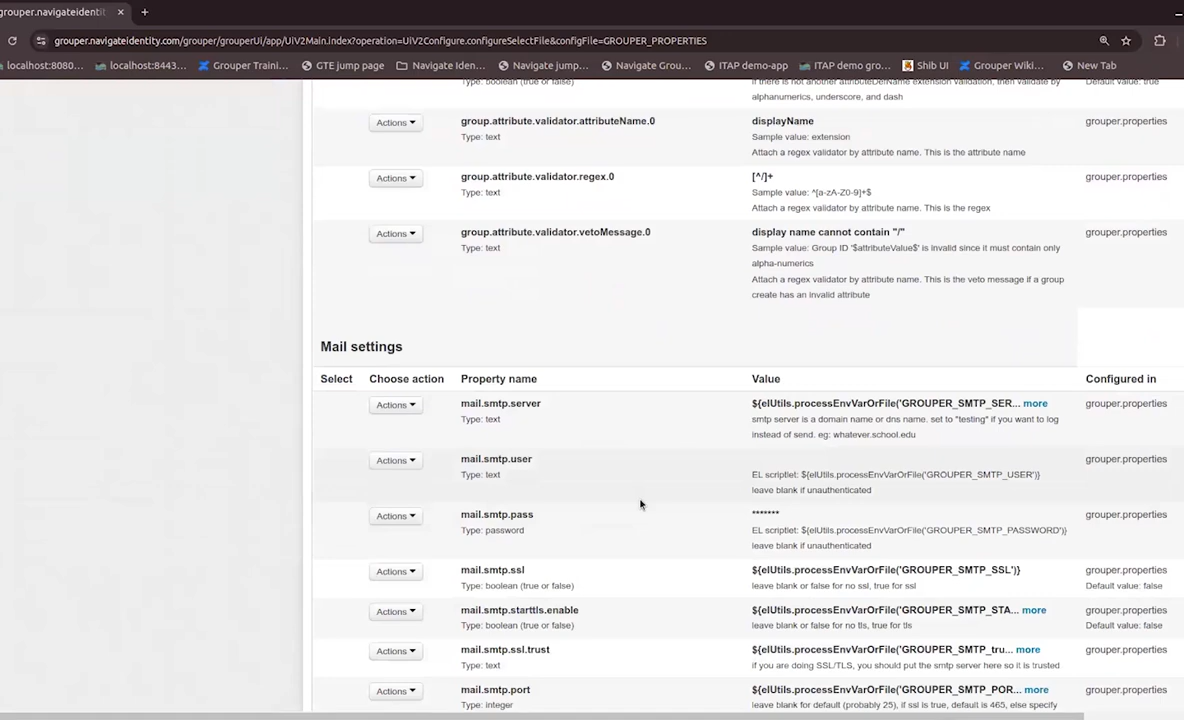 grouper.navigateidentit
grouper.navigateidentity.com/grouper/grouperUi/app/UiV2Main.index?operation=UiV2Configure.configureSelectFile&configFile=GROUPER_PROPERTIES
localhost:8080... localhost:8443... Grouper Traini... GTE jump page Navigate Iden... Navigate jump... Navigate Grou... ITAP demo-app ITAP demo gro... Shib UI Grouper Wiki... New Tab
Type: boolean (true or false) If there is not another attributeDefName extension validation, then validate by Default value: true
alphanumerics, underscore, and dash
Actions group.attribute.validator.attributeName.0 displayName grouper.properties
Type: text Sample value: extension
Attach a regex validator by attribute name. This is the attribute name
Actions group.attribute.validator.regex.0 [^/]+ grouper.properties
Type: text Sample value: ^[a-zA-Z0-9]+$
Attach a regex validator by attribute name. This is the regex
Actions group.attribute.validator.vetoMessage.0 display name cannot contain "/" grouper.properties
Type: text Sample value: Group ID '$attributeValue$' is invalid since it must contain only
alpha-numerics
Attach a regex validator by attribute name. This is the veto message if a group
create has an invalid attribute
Mail settings
Select Choose action Property name Value Configured in
Actions mail.smtp.server ${elUtils.processEnvVarOrFile('GROUPER_SMTP_SER... more grouper.properties
Type: text smtp server is a domain name or dns name. set to "testing" if you want to log
instead of send. eg: whatever.school.edu
Actions mail.smtp.user grouper.properties
Type: text EL scriptlet: ${elUtils.processEnvVarOrFile('GROUPER_SMTP_USER')}
leave blank if unauthenticated
Actions mail.smtp.pass ******* grouper.properties
Type: password EL scriptlet: ${elUtils.processEnvVarOrFile('GROUPER_SMTP_PASSWORD')}
leave blank if unauthenticated
Actions mail.smtp.ssl ${elUtils.processEnvVarOrFile('GROUPER_SMTP_SSL')} grouper.properties
Type: boolean (true or false) leave blank or false for no ssl, true for ssl Default value: false
Actions mail.smtp.starttls.enable ${elUtils.processEnvVarOrFile('GROUPER_SMTP_STA... more grouper.properties
Type: boolean (true or false) leave blank or false for no tls, true for tls Default value: false
Actions mail.smtp.ssl.trust ${elUtils.processEnvVarOrFile('GROUPER_SMTP_tru... more grouper.properties
Type: text if you are doing SSL/TLS, you should put the smtp server here so it is trusted
Actions mail.smtp.port ${elUtils.processEnvVarOrFile('GROUPER_SMTP_POR... more grouper.properties
Type: integer leave blank for default (probably 25), if ssl is true, default is 465, else specify